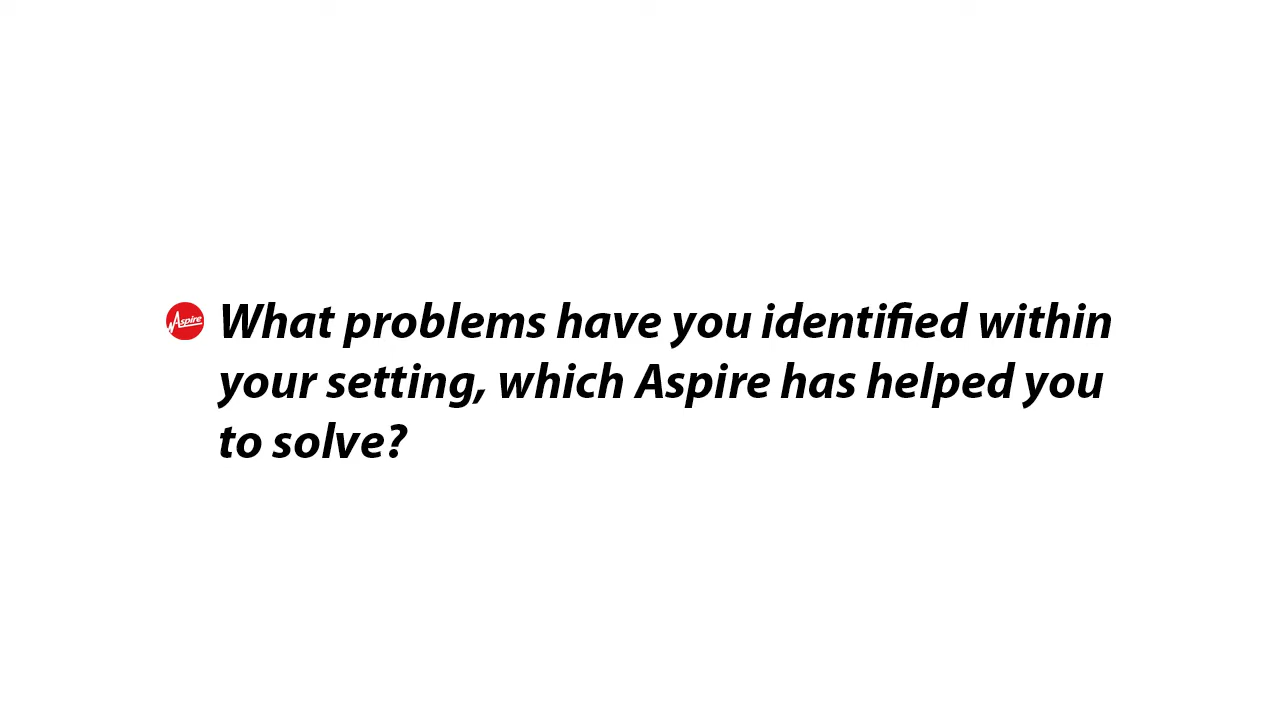 Aspire
What problems have you identified within
your setting, which Aspire has helped you
to solve?